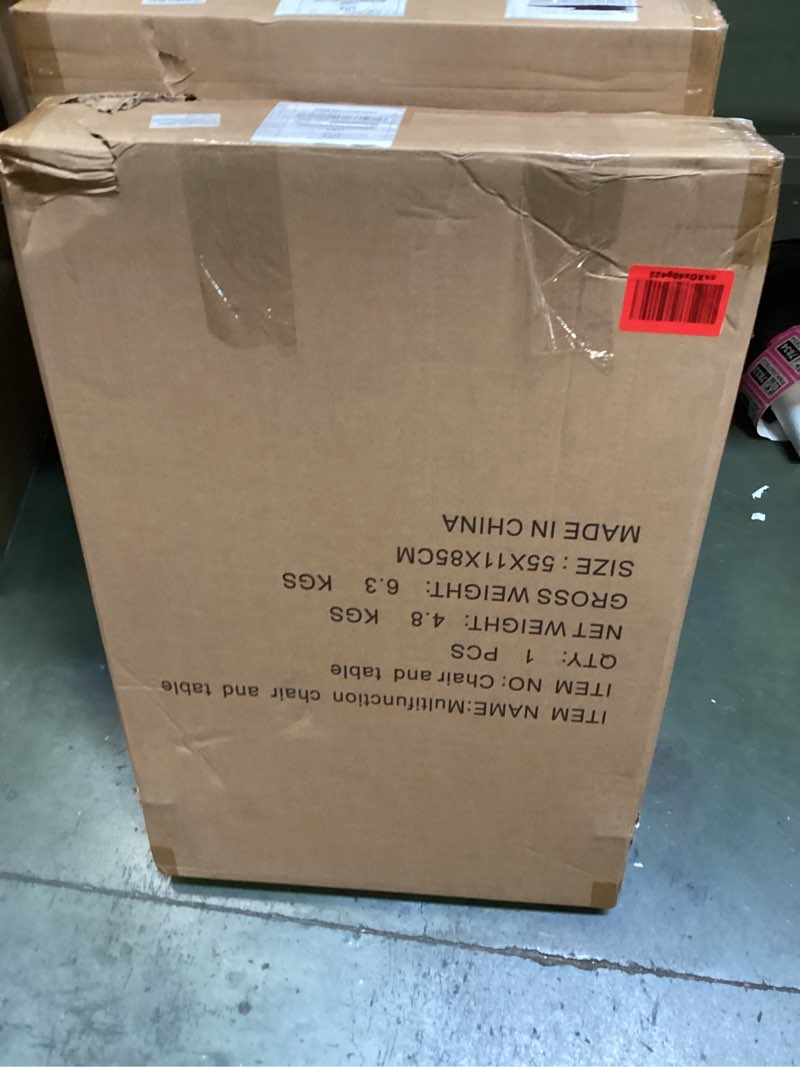 ITEM NAME:Multifunction chair and table
ITEM NO: Chair and table
QTY: 1 PCS
NET WEIGHT: 4.8 KGS
GROSS WEIGHT: 6.3 KGS
SIZE : 55X11X85CM
MADE IN CHINA